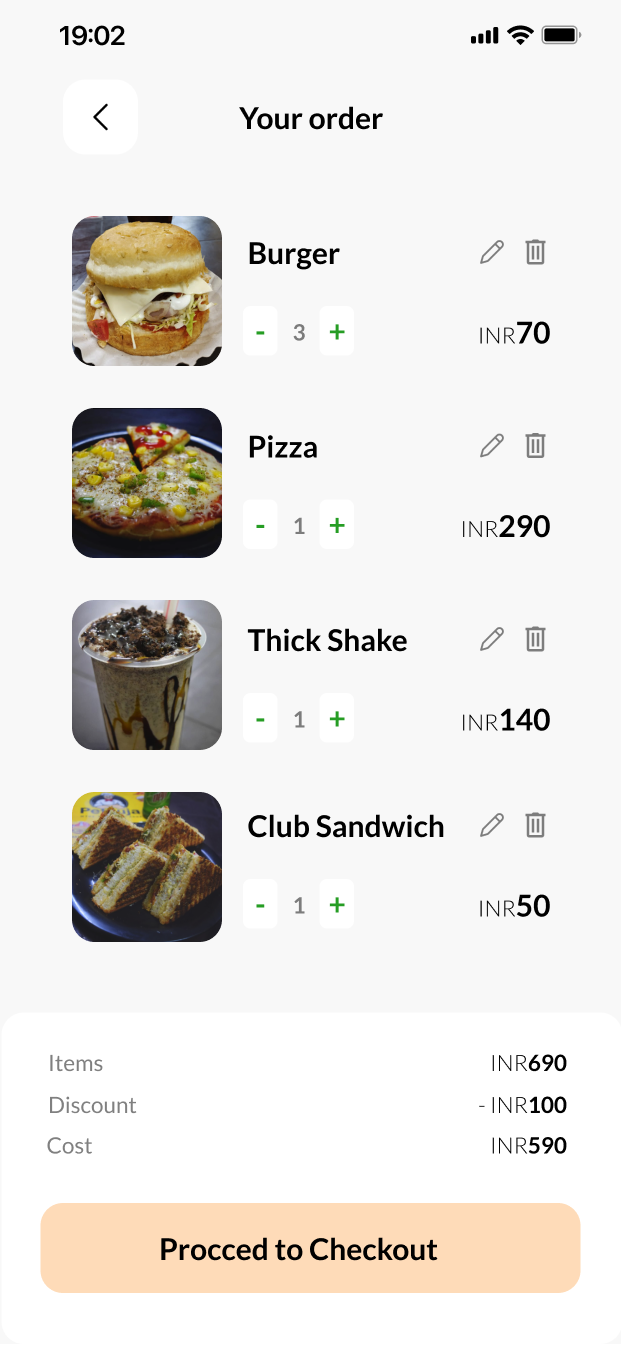 19:02
Your order
Burger
- 3 +
INR70
Pizza
- 1 +
INR290
Thick Shake
- 1 +
INR140
Club Sandwich
- 1 +
INR50
Items INR690
Discount - INR100
Cost INR590
Procced to Checkout